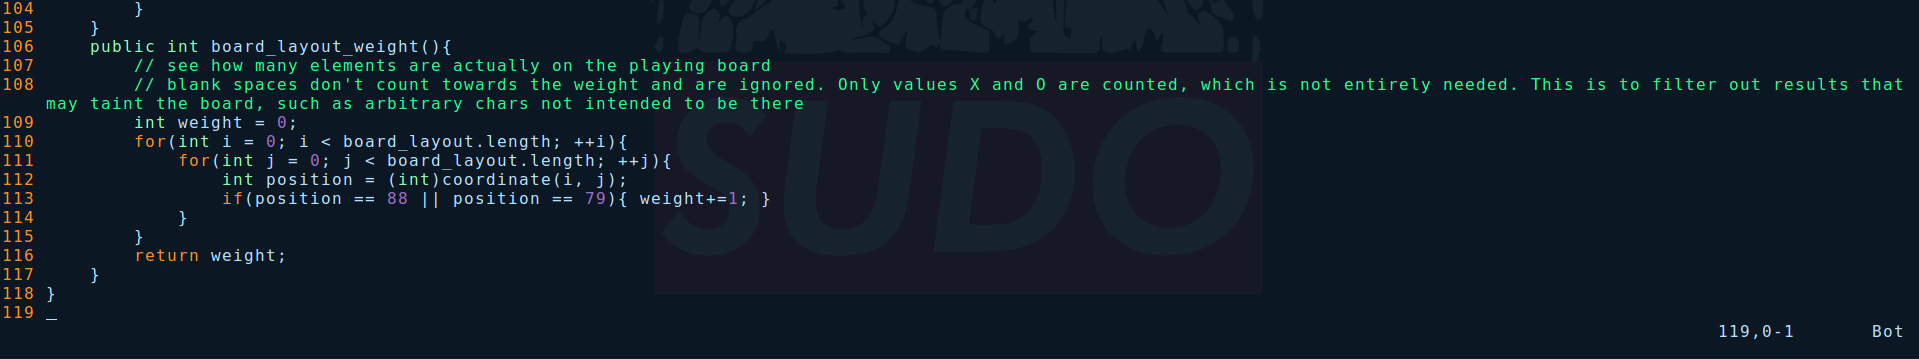 104         }
105     }
106     public int board_layout_weight(){
107         // see how many elements are actually on the playing board
108         // blank spaces don't count towards the weight and are ignored. Only values X and O are counted, which is not entirely needed. This is to filter out results that
may taint the board, such as arbitrary chars not intended to be there
109         int weight = 0;
110         for(int i = 0; i < board_layout.length; ++i){
111             for(int j = 0; j < board_layout.length; ++j){
112                 int position = (int)coordinate(i, j);
113                 if(position == 88 || position == 79){ weight+=1; }
114             }
115         }
116         return weight;
117     }
118 }
119 _
119,0-1       Bot
SUDO